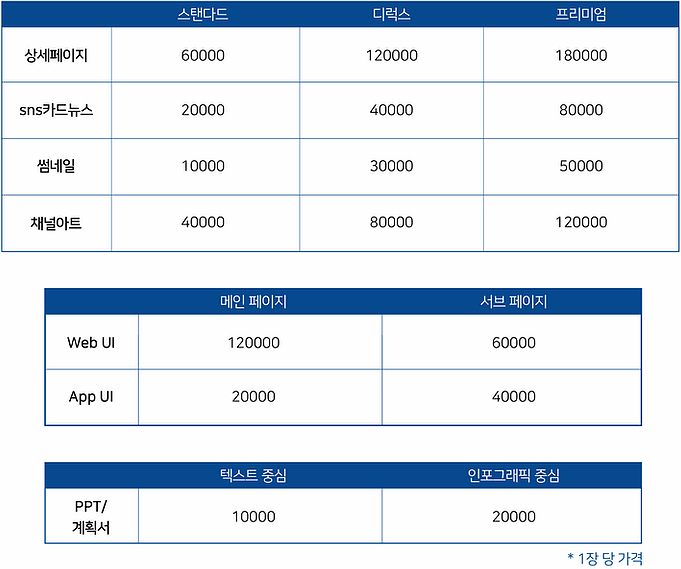 스탠다드 디럭스 프리미엄
상세페이지 60000 120000 180000
sns카드뉴스 20000 40000 80000
썸네일 10000 30000 50000
채널아트 40000 80000 120000
메인 페이지 서브 페이지
Web UI 120000 60000
App UI 20000 40000
텍스트 중심 인포그래픽 중심
PPT/
계획서 10000 20000
* 1장 당 가격